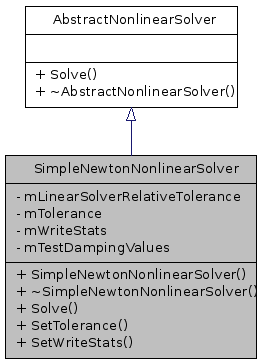 AbstractNonlinearSolver
+ Solve()
+ ~AbstractNonlinearSolver()
SimpleNewtonNonlinearSolver
- mLinearSolverRelativeTolerance
- mTolerance
- mWriteStats
- mTestDampingValues
+ SimpleNewtonNonlinearSolver()
+ ~SimpleNewtonNonlinearSolver()
+ Solve()
+ SetTolerance()
+ SetWriteStats()